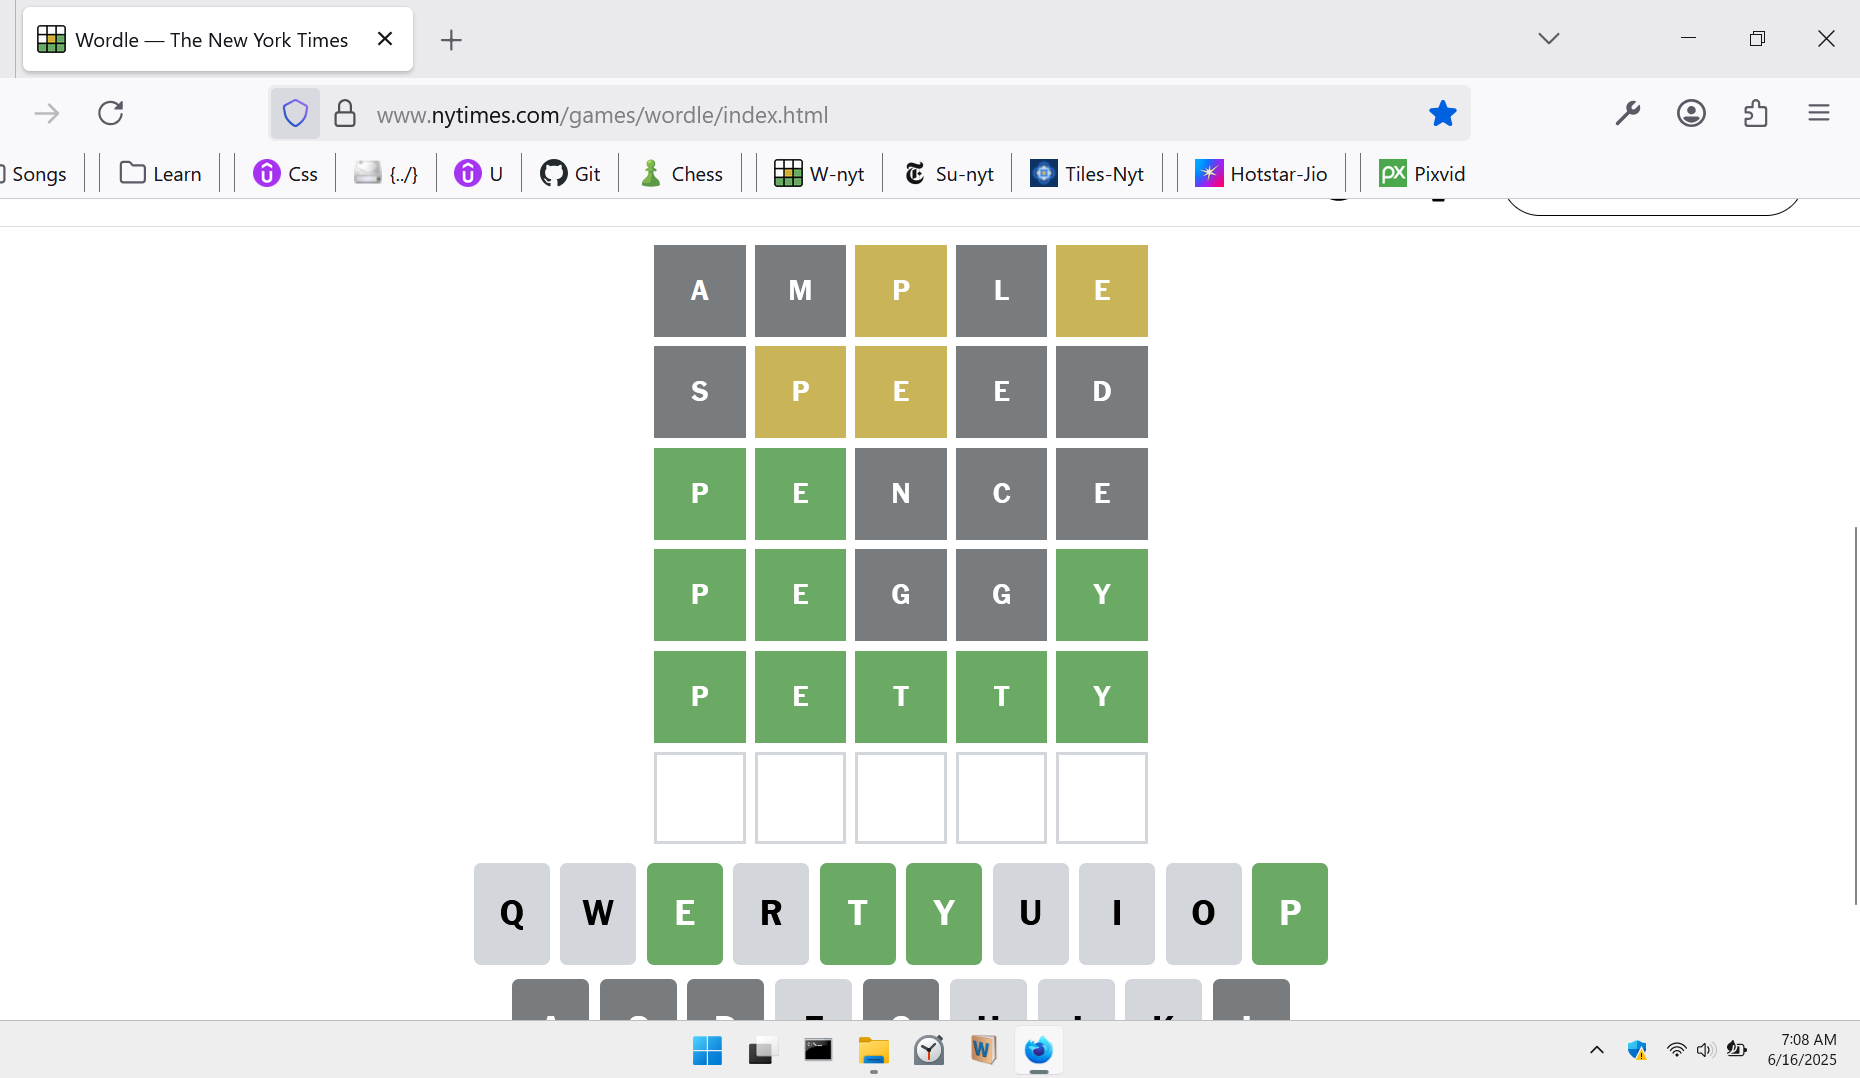 Wordle — The New York Times
www.nytimes.com/games/wordle/index.html
Songs Learn Css {../} U Git Chess W-nyt Su-nyt Tiles-Nyt Hotstar-Jio px Pixvid
A M P L E
S P E E D
P E N C E
P E G G Y
P E T T Y
Q W E R T Y U I O P
7:08 AM
6/16/2025